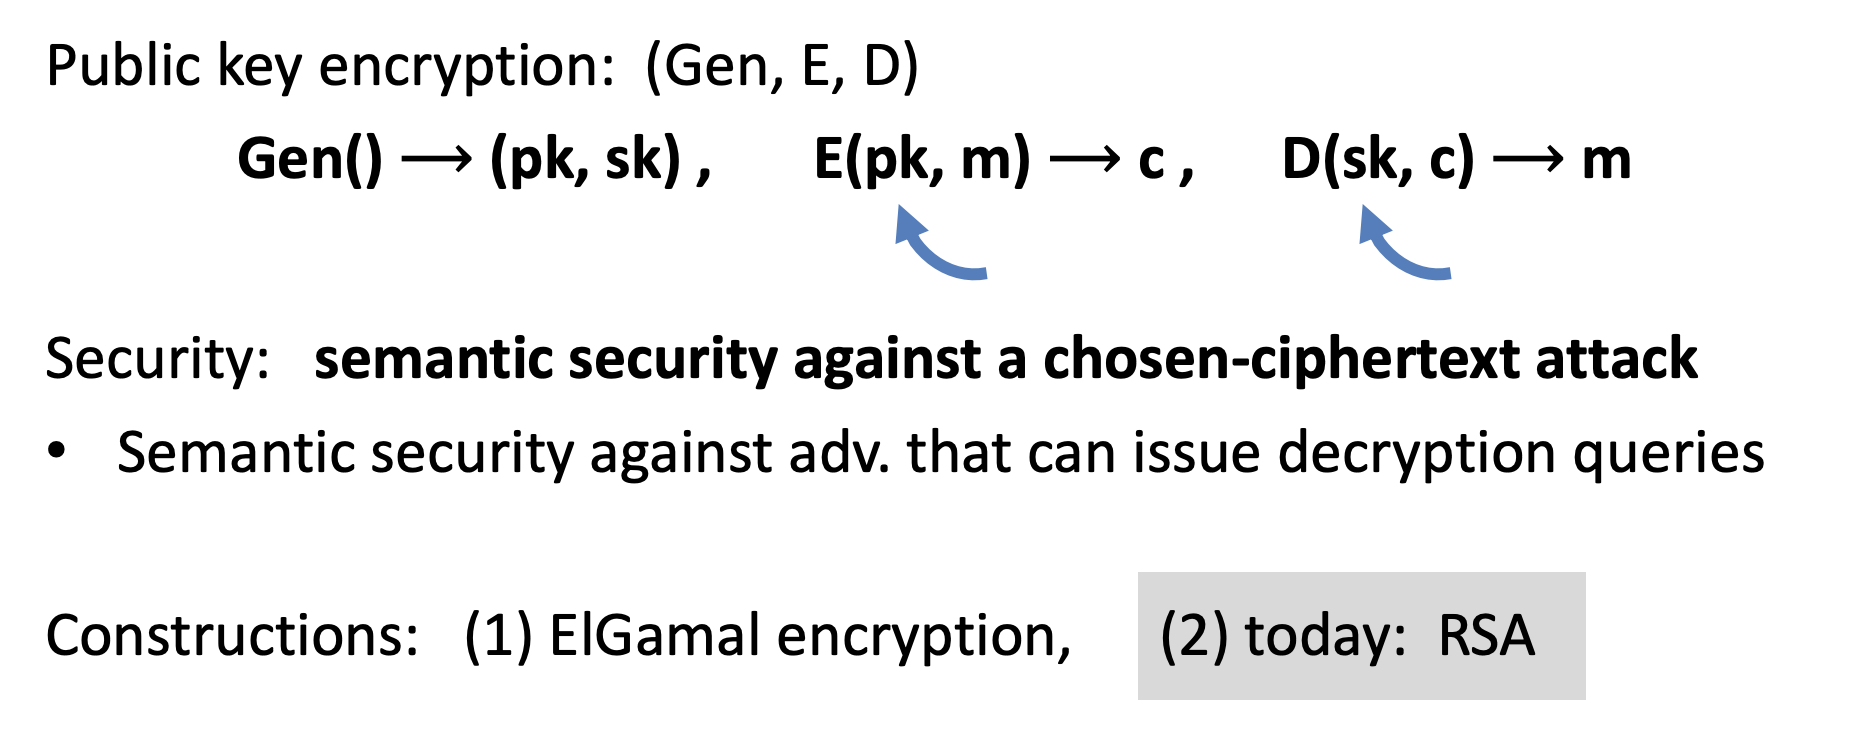 Public key encryption: (Gen, E, D)
Gen() ⟶ (pk, sk) , E(pk, m) ⟶ c , D(sk, c) ⟶ m
Security: semantic security against a chosen-ciphertext attack
• Semantic security against adv. that can issue decryption queries
Constructions: (1) ElGamal encryption, (2) today: RSA